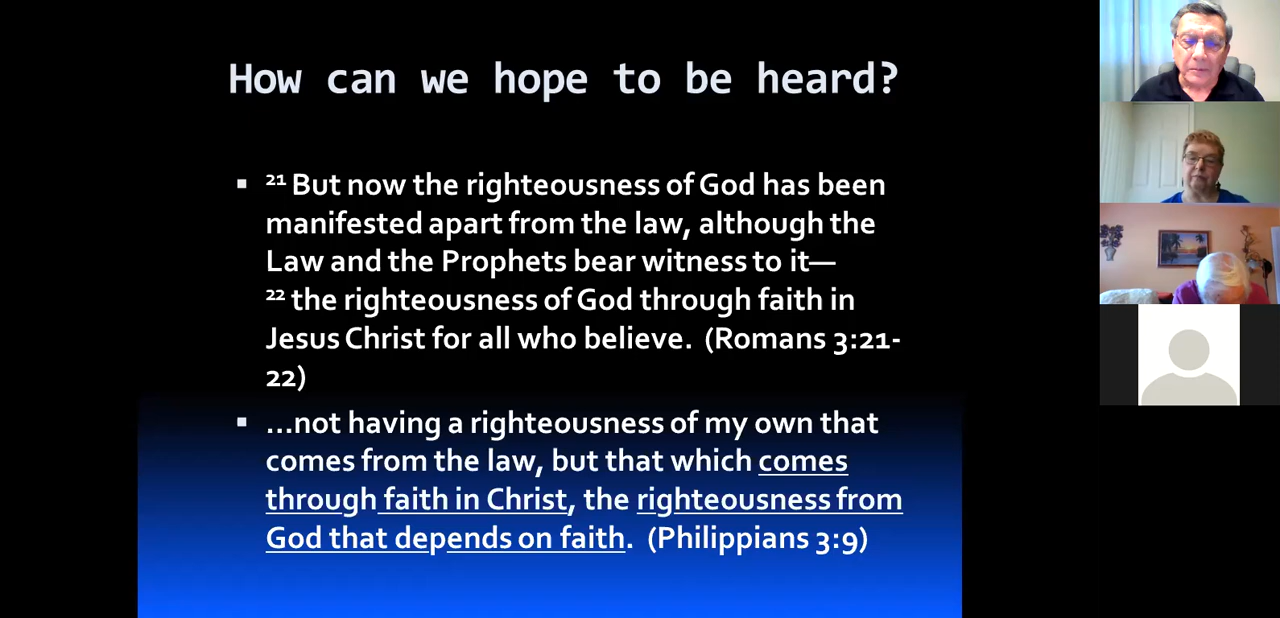 How can we hope to be heard?
▪ ²¹ But now the righteousness of God has been
manifested apart from the law, although the
Law and the Prophets bear witness to it—
²² the righteousness of God through faith in
Jesus Christ for all who believe. (Romans 3:21-
22)
▪ …not having a righteousness of my own that
comes from the law, but that which comes
through faith in Christ, the righteousness from
God that depends on faith. (Philippians 3:9)